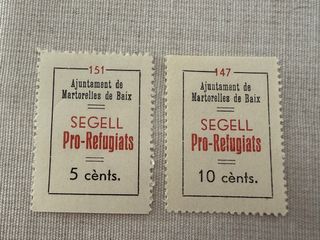 151
Ajuntament de
Martorelles de Baix
SEGELL
Pro-Refugiats
5 cènts.
147
Ajuntament de
Martorelles de Baix
SEGELL
Pro-Refugiats
10 cènts.